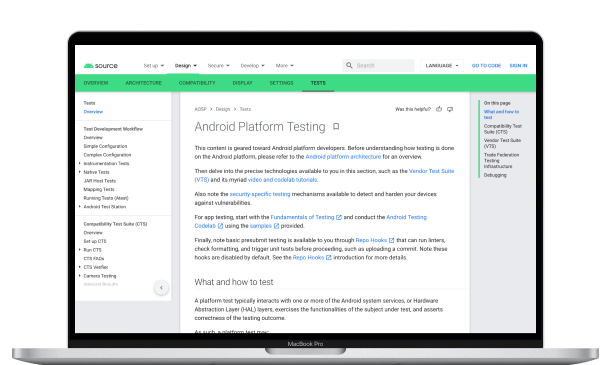 source
Set up
Design
Secure
Develop
More
Search
LANGUAGE
GO TO CODE
SIGN IN
OVERVIEW
ARCHITECTURE
COMPATIBILITY
DISPLAY
SETTINGS
TESTS
Tests
Overview
Test Development Workflow
Overview
Simple Configuration
Complex Configuration
Instrumentation Tests
Native Tests
JAR Host Tests
Mapping Tests
Running Tests (Atest)
Android Test Station
Compatibility Test Suite (CTS)
Overview
Set up CTS
Run CTS
CTS FAQs
CTS Verifier
Camera Testing
Interpret Results
AOSP > Design > Tests
Was this helpful?
Android Platform Testing
This content is geared toward Android platform developers. Before understanding how testing is done
on the Android platform, please refer to the Android platform architecture for an overview.
Then delve into the precise technologies available to you in this section, such as the Vendor Test Suite
(VTS) and its myriad video and codelab tutorials.
Also note the security-specific testing mechanisms available to detect and harden your devices
against vulnerabilities.
For app testing, start with the Fundamentals of Testing and conduct the Android Testing
Codelab using the samples provided.
Finally, note basic presubmit testing is available to you through Repo Hooks that can run linters,
check formatting, and trigger unit tests before proceeding, such as uploading a commit. Note these
hooks are disabled by default. See the Repo Hooks introduction for more details.
What and how to test
A platform test typically interacts with one or more of the Android system services, or Hardware
Abstraction Layer (HAL) layers, exercises the functionalities of the subject under test, and asserts
correctness of the testing outcome.
As such, a platform test may:
On this page
What and how to
test
Compatibility Test
Suite (CTS)
Vendor Test Suite
(VTS)
Trade Federation
Testing
Infrastructure
Debugging
MacBook Pro